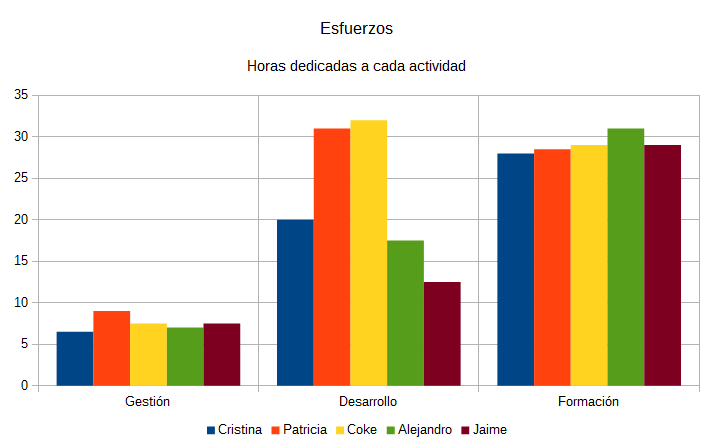 Esfuerzos
Horas dedicadas a cada actividad
35
30
25
20
15
10
5
0
Gestión Desarrollo Formación
Cristina Patricia Coke Alejandro Jaime